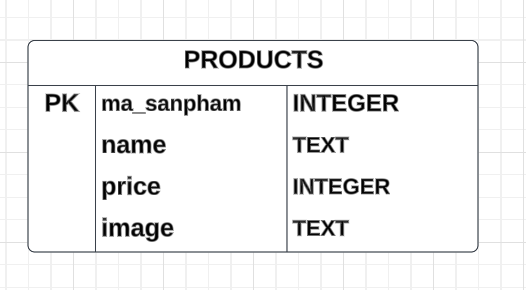 PRODUCTS
PK ma_sanpham INTEGER
name TEXT
price INTEGER
image TEXT